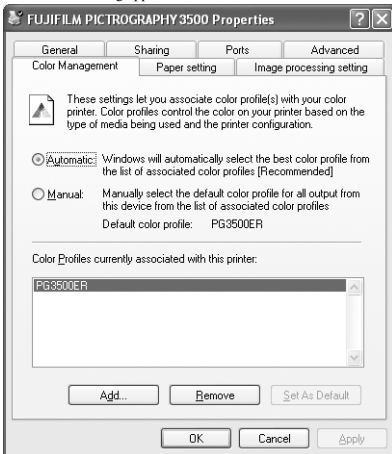 FUJIFILM PICTROGRAPHY 3500 Properties
General Sharing Ports Advanced
Color Management Paper setting Image processing setting
These settings let you associate color profile(s) with your color
printer. Color profiles control the color on your printer based on the
type of media being used and the printer configuration.
Automatic: Windows will automatically select the best color profile from
the list of associated color profiles [Recommended]
Manual: Manually select the default color profile for all output from
this device from the list of associated color profiles
Default color profile: PG3500ER
Color Profiles currently associated with this printer:
PG3500ER
Add... Remove Set As Default
OK Cancel Apply